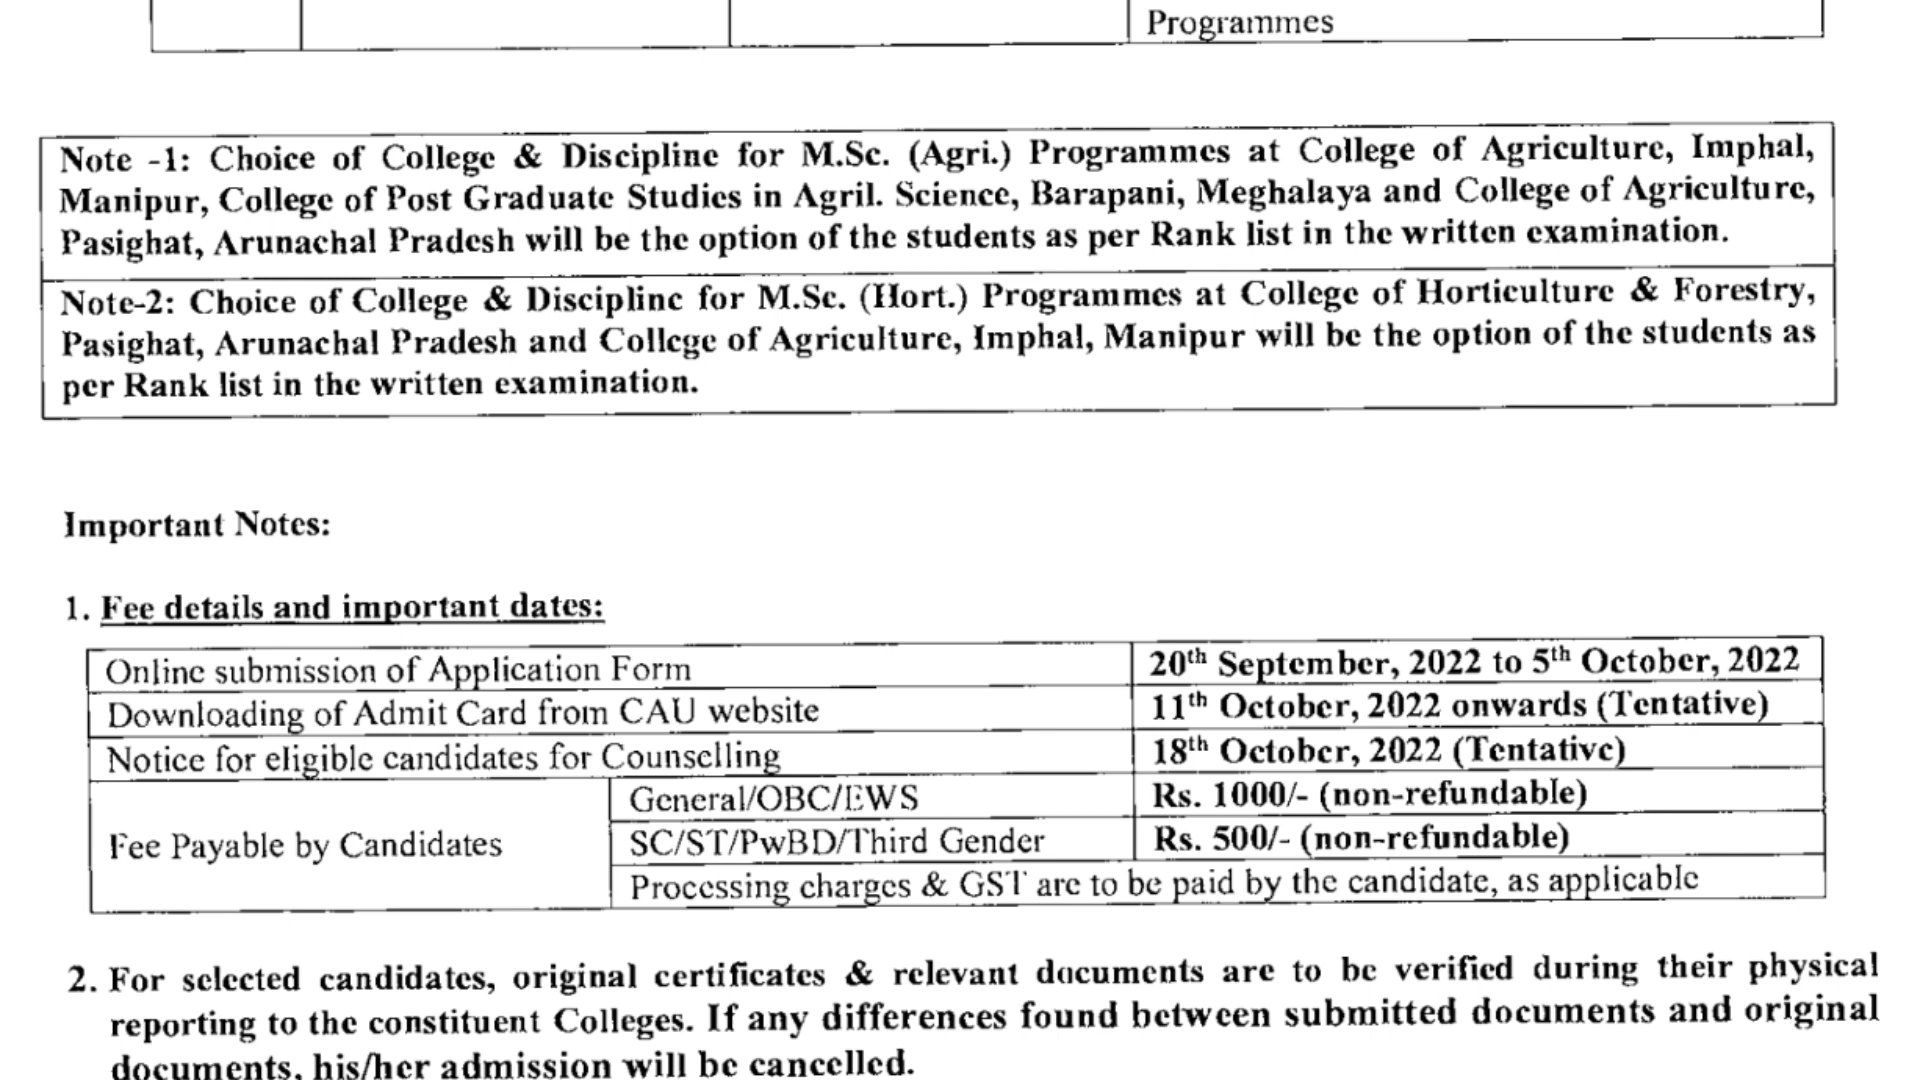 Programmes
Note -1: Choice of College & Discipline for M.Sc. (Agri.) Programmes at College of Agriculture, Imphal,
Manipur, College of Post Graduate Studies in Agril. Science, Barapani, Meghalaya and College of Agriculture,
Pasighat, Arunachal Pradesh will be the option of the students as per Rank list in the written examination.
Note-2: Choice of College & Discipline for M.Sc. (Hort.) Programmes at College of Horticulture & Forestry,
Pasighat, Arunachal Pradesh and College of Agriculture, Imphal, Manipur will be the option of the students as
per Rank list in the written examination.
Important Notes:
1. Fee details and important dates:
Online submission of Application Form 20th September, 2022 to 5th October, 2022
Downloading of Admit Card from CAU website 11th October, 2022 onwards (Tentative)
Notice for eligible candidates for Counselling 18th October, 2022 (Tentative)
General/OBC/EWS Rs. 1000/- (non-refundable)
Fee Payable by Candidates SC/ST/PwBD/Third Gender Rs. 500/- (non-refundable)
Processing charges & GST are to be paid by the candidate, as applicable
2. For selected candidates, original certificates & relevant documents are to be verified during their physical
reporting to the constituent Colleges. If any differences found between submitted documents and original
documents, his/her admission will be cancelled.